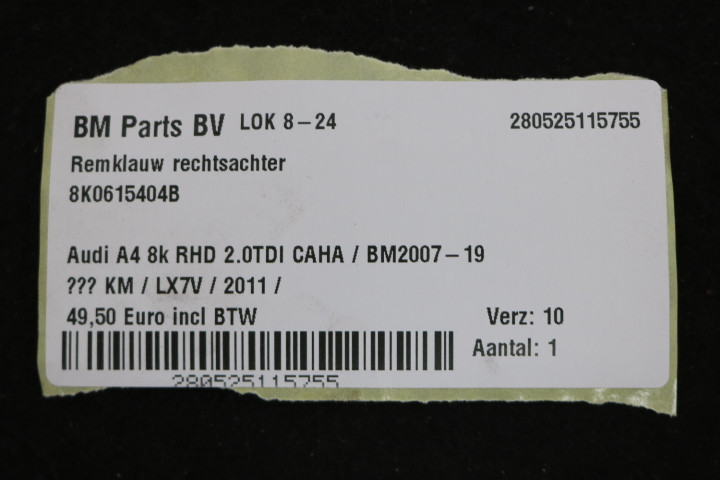 BM Parts BV LOK 8-24 280525115755
Remklauw rechtsachter
8K0615404B
Audi A4 8k RHD 2.0TDI CAHA / BM2007-19
??? KM / LX7V / 2011 /
49,50 Euro incl BTW Verz: 10
Aantal: 1
280525115755